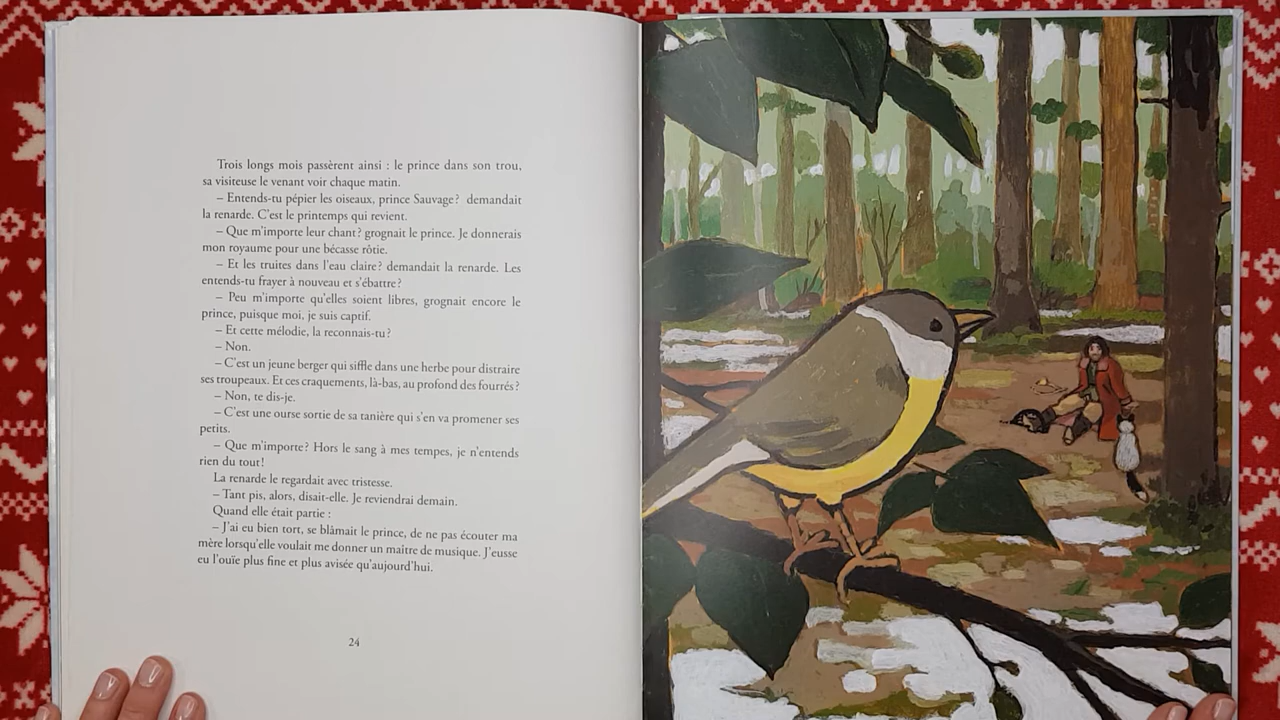 Trois longs mois passèrent ainsi : le prince dans son trou,
sa visiteuse le venant voir chaque matin.
– Entends-tu pépier les oiseaux, prince Sauvage? demandait
la renarde. C'est le printemps qui revient.
– Que m'importe leur chant? grognait le prince. Je donnerais
mon royaume pour une bécasse rôtie.
– Et les truites dans l'eau claire? demandait la renarde. Les
entends-tu frayer à nouveau et s'ébattre?
– Peu m'importe qu'elles soient libres, grognait encore le
prince, puisque moi, je suis captif.
– Et cette mélodie, la reconnais-tu?
– Non.
– C'est un jeune berger qui siffle dans une herbe pour distraire
ses troupeaux. Et ces craquements, là-bas, au profond des fourrés?
– Non, te dis-je.
– C'est une ourse sortie de sa tanière qui s'en va promener ses
petits.
– Que m'importe? Hors le sang à mes tempes, je n'entends
rien du tout!
La renarde le regardait avec tristesse.
– Tant pis, alors, disait-elle. Je reviendrai demain.
Quand elle était partie :
– J'ai eu bien tort, se blâmait le prince, de ne pas écouter ma
mère lorsqu'elle voulait me donner un maître de musique. J'eusse
eu l'ouïe plus fine et plus avisée qu'aujourd'hui.
24